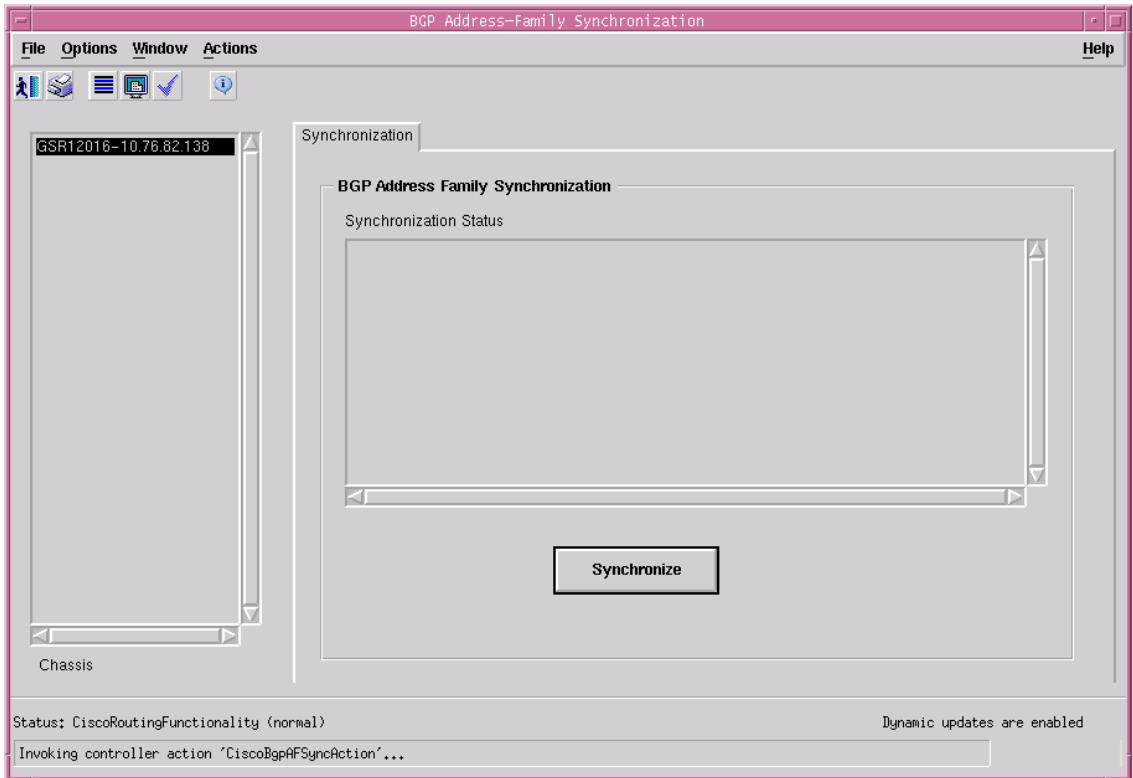 BGP Address-Family Synchronization
File Options Window Actions Help
GSR12016-10.76.82.138
Synchronization
BGP Address Family Synchronization
Synchronization Status
Synchronize
Chassis
Status: CiscoRoutingFunctionality (normal) Dynamic updates are enabled
Invoking controller action 'CiscoBgpAFSyncAction'...